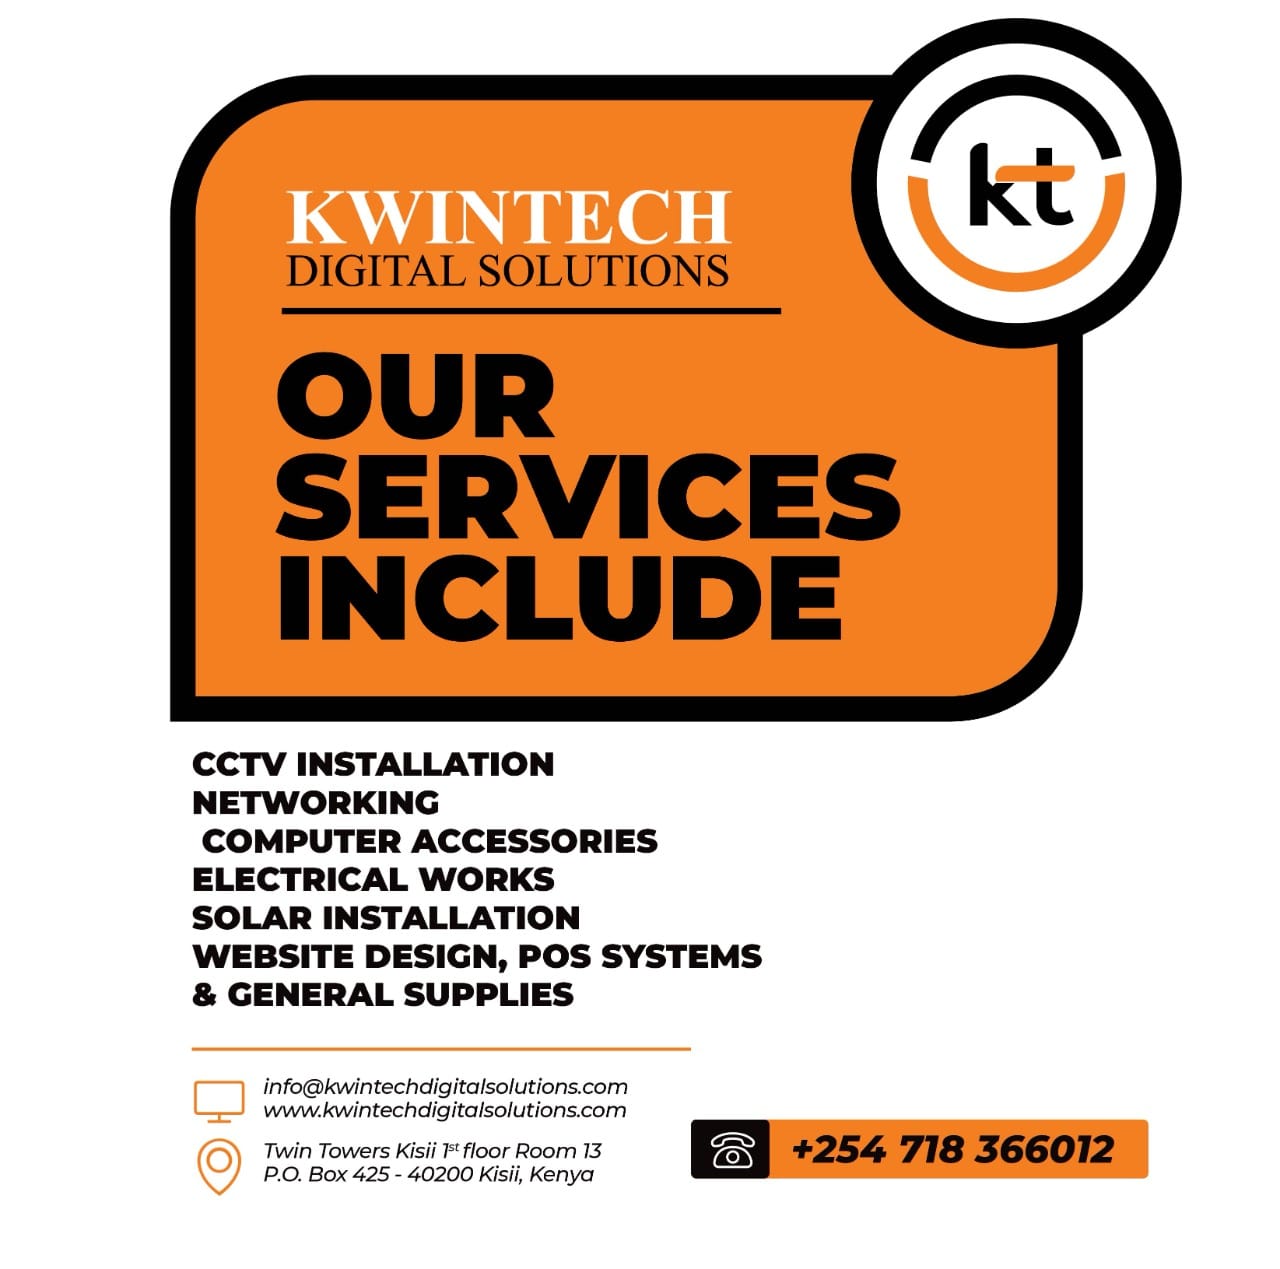 kt
KWINTECH
DIGITAL SOLUTIONS
OUR
SERVICES
INCLUDE
CCTV INSTALLATION
NETWORKING
COMPUTER ACCESSORIES
ELECTRICAL WORKS
SOLAR INSTALLATION
WEBSITE DESIGN, POS SYSTEMS
& GENERAL SUPPLIES
info@kwintechdigitalsolutions.com
www.kwintechdigitalsolutions.com
Twin Towers Kisii 1st floor Room 13
P.O. Box 425 - 40200 Kisii, Kenya
+254 718 366012